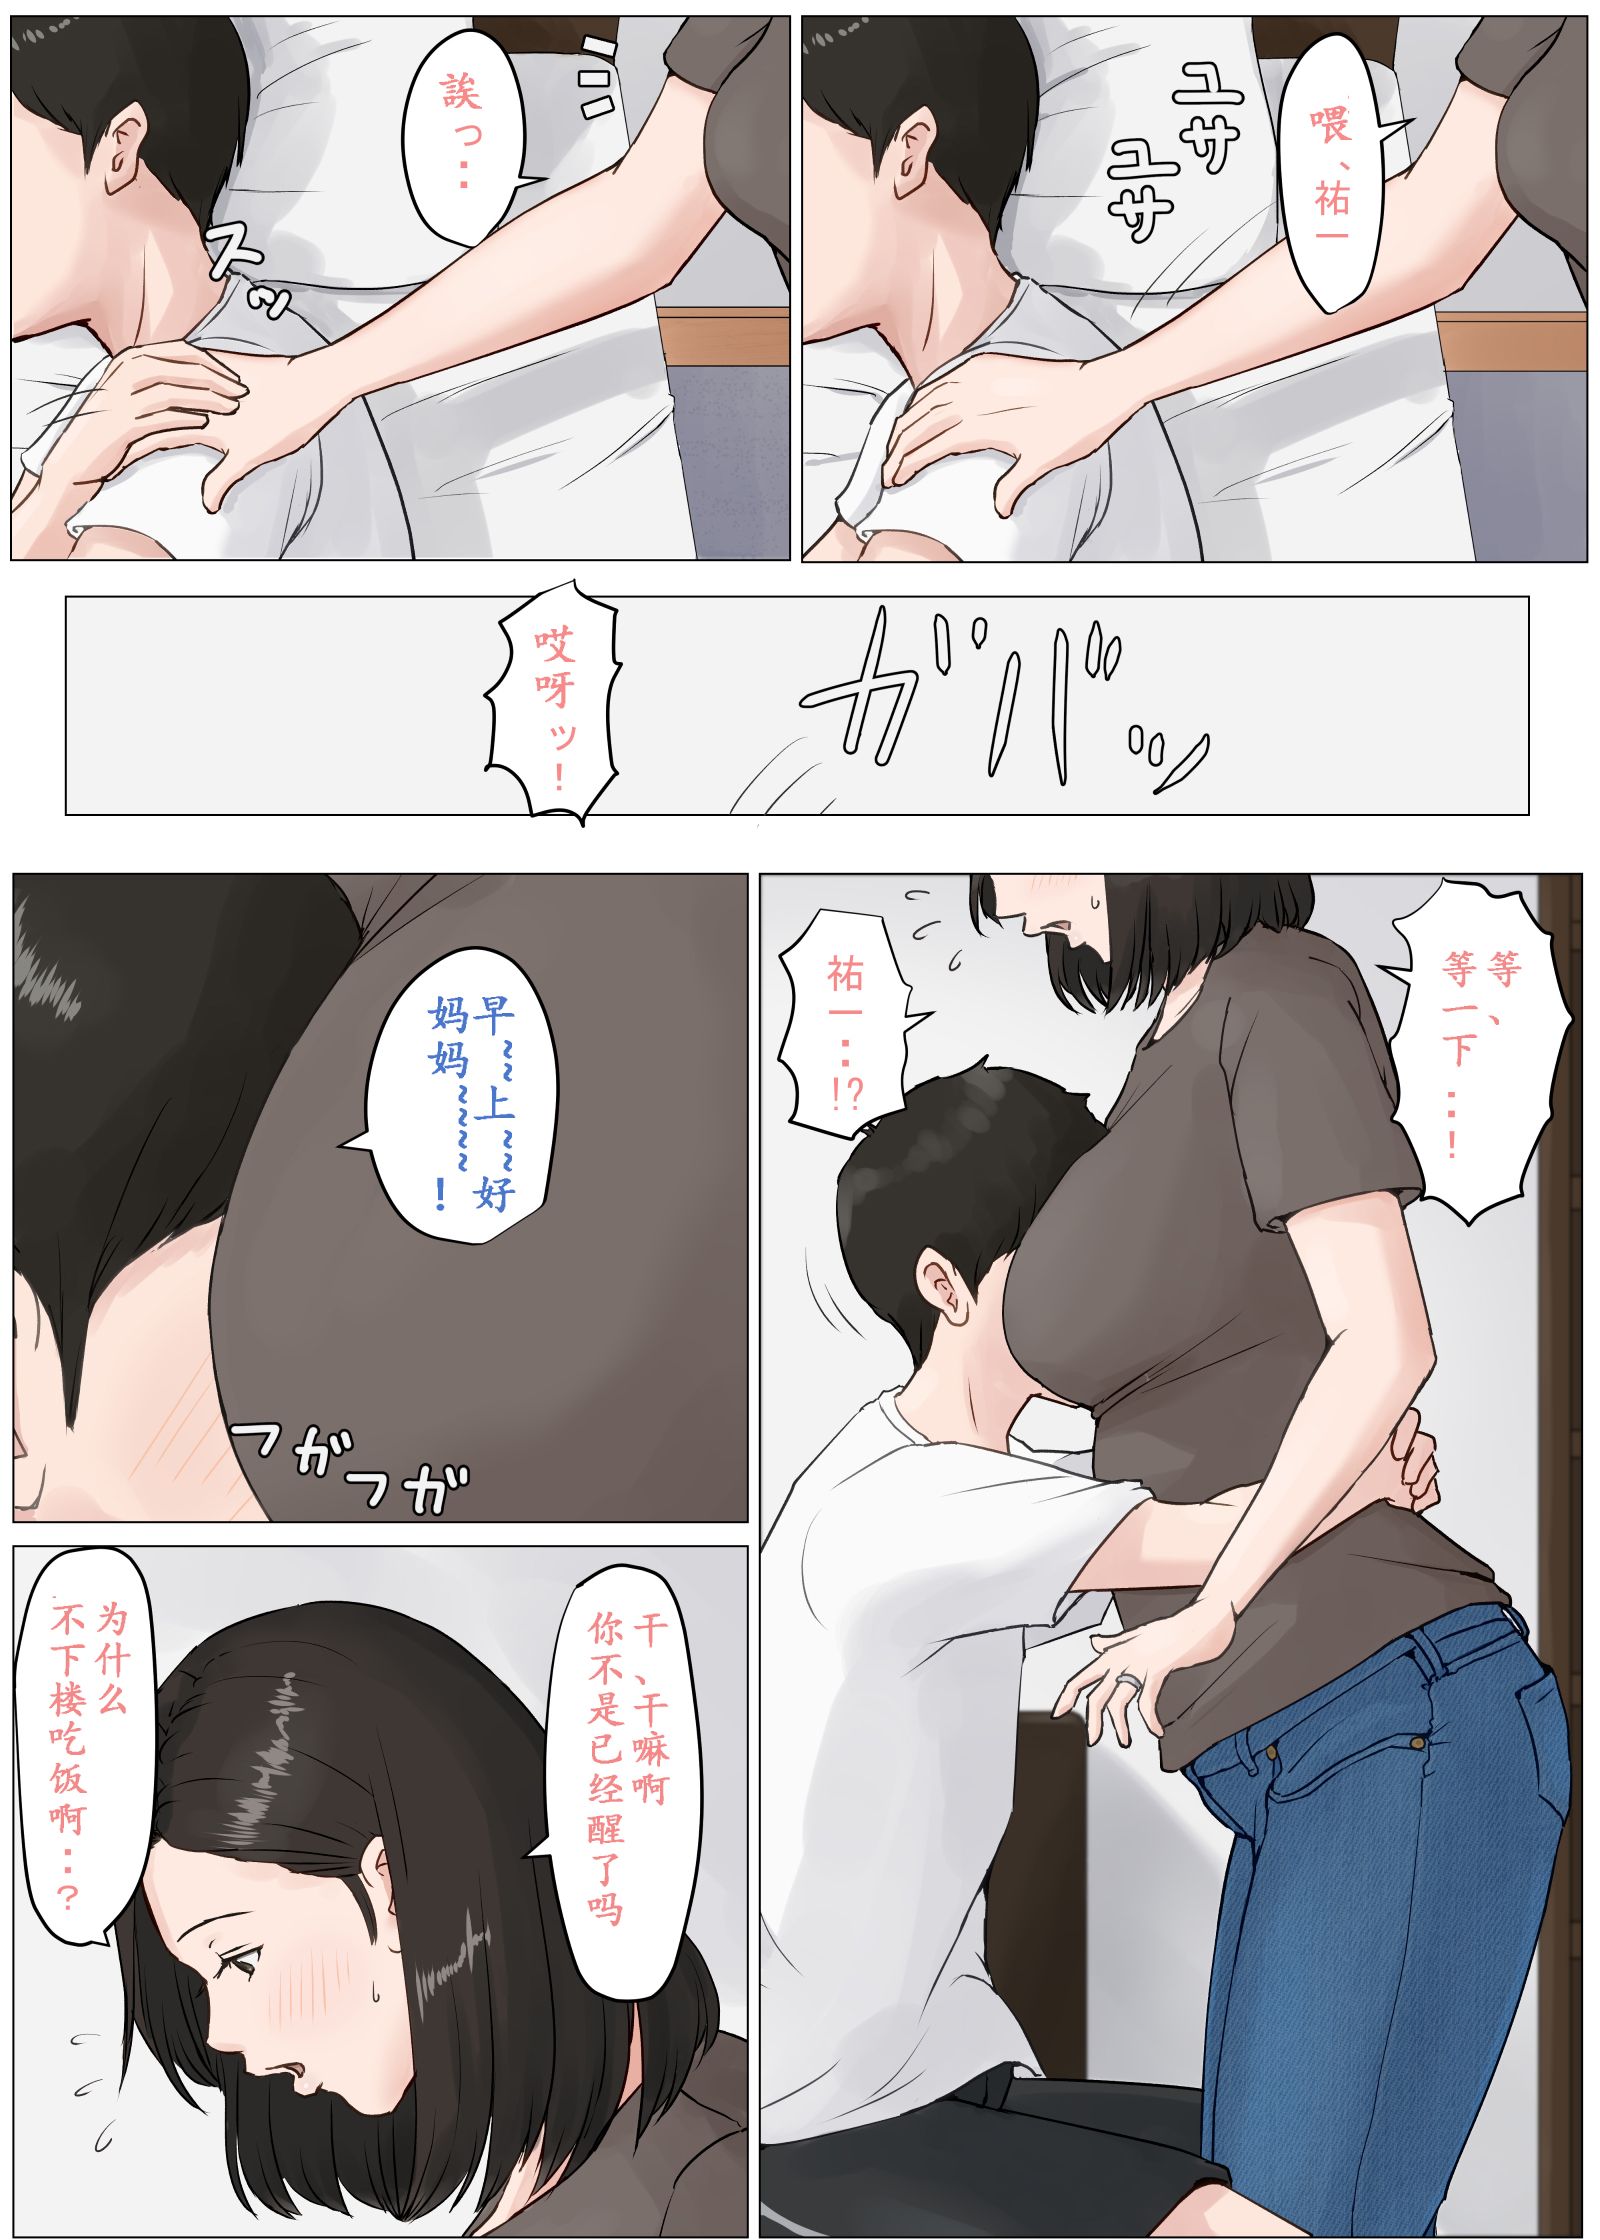 喂、祐一
ユサ
ユサ
誒っ··
スッ
ガバッ
哎呀ッ！
等、
等一下··！
祐一··!?
早~~上~~好
妈妈~~~~~！
フガ
フガ
干、干嘛啊
你不是已经醒了吗
为什么
不下楼吃饭啊··？